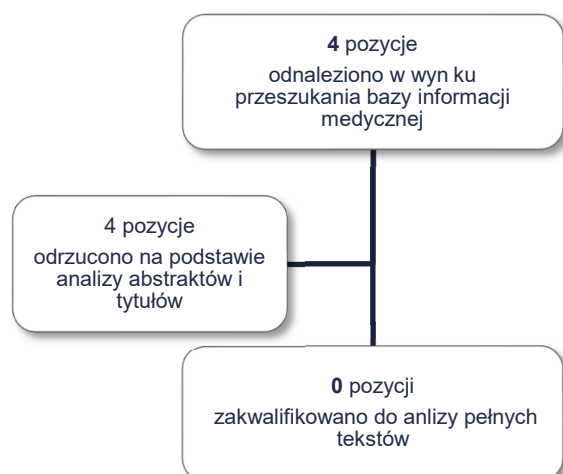 4 pozycje
odnaleziono w wyn ku
przeszukania bazy informacji
medycznej
4 pozycje
odrzucono na podstawie
analizy abstraktów i
tytułów
0 pozycji
zakwalifikowano do anlizy pełnych
tekstów